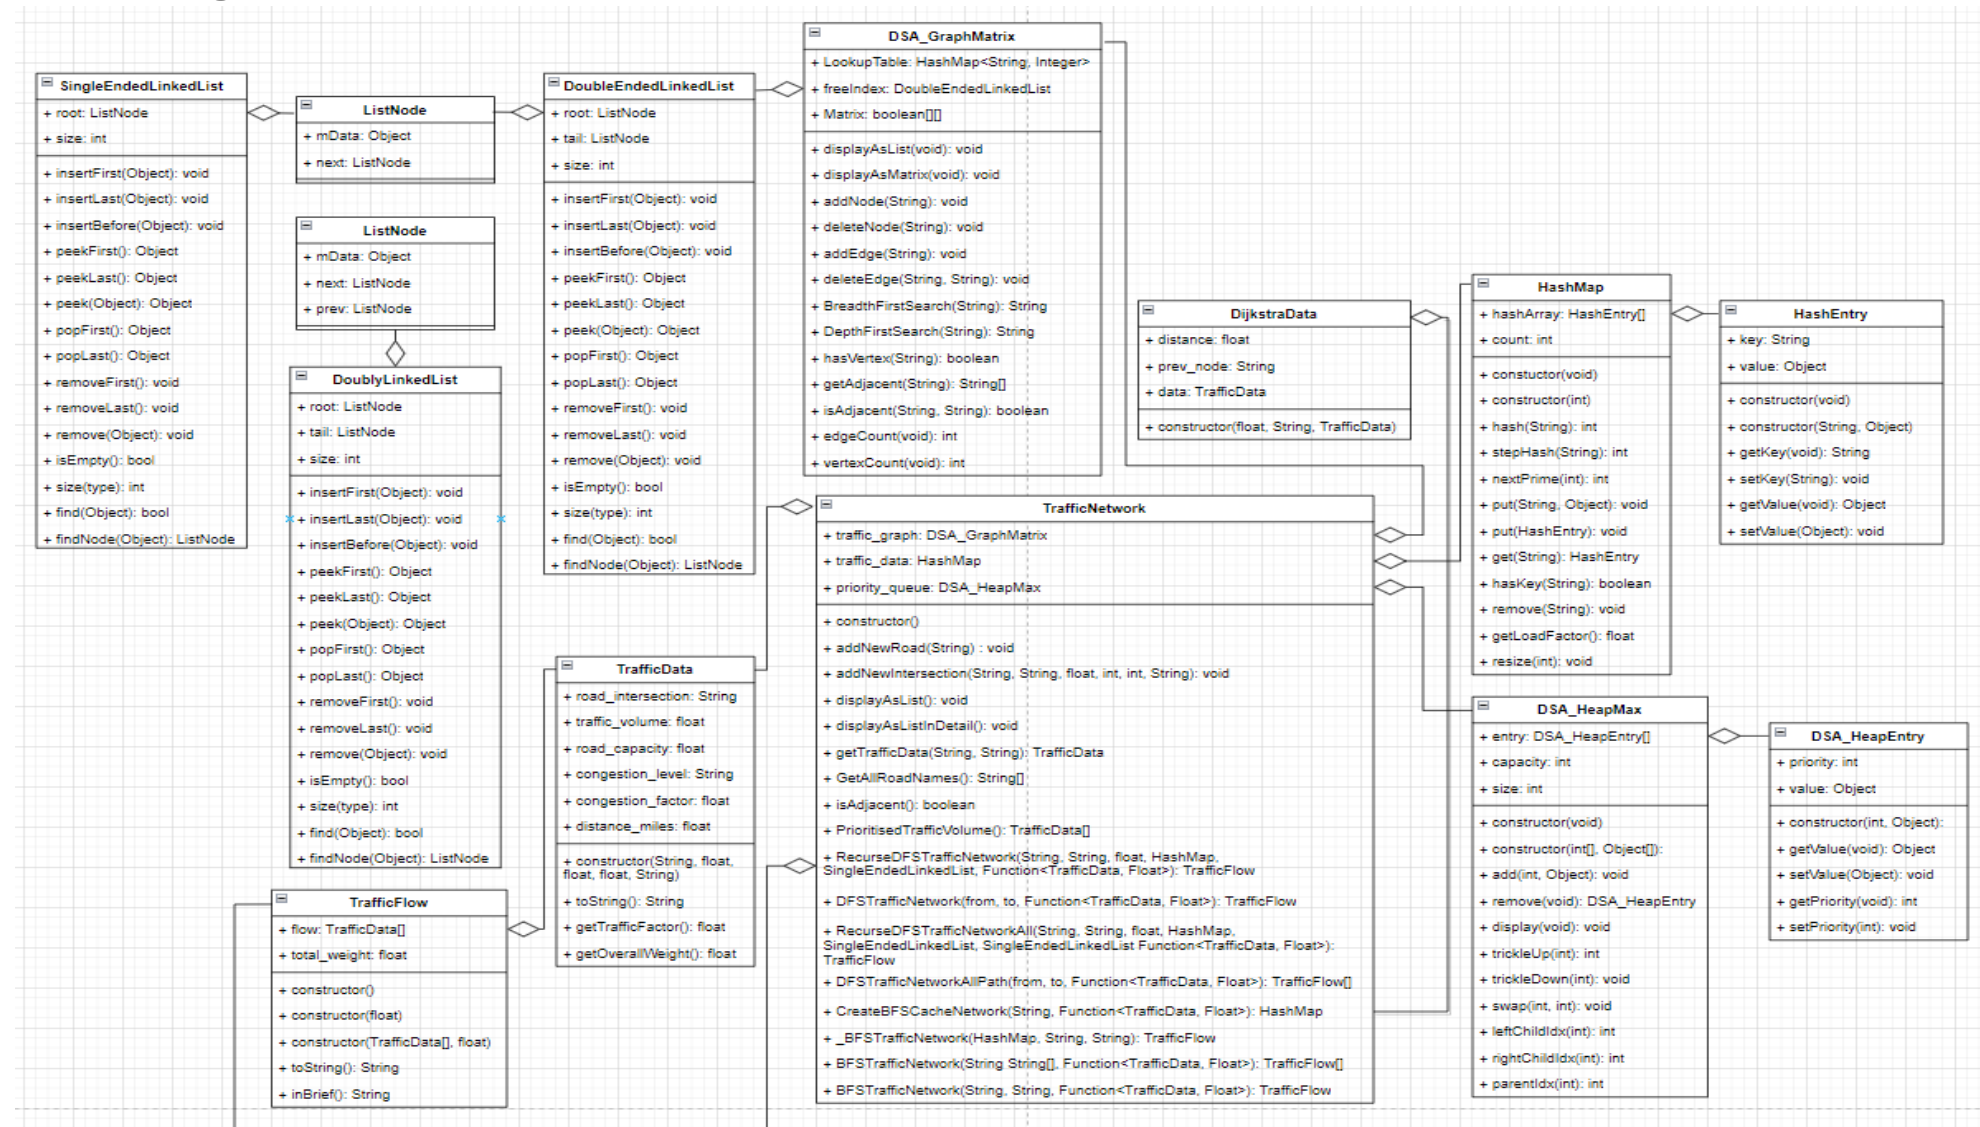 SingleEndedLinkedList
+ root: ListNode
+ size: int
+ insertFirst(Object): void
+ insertLast(Object): void
+ insertBefore(Object): void
+ peekFirst(): Object
+ peekLast(): Object
+ peek(Object): Object
+ popFirst(): Object
+ popLast(): Object
+ removeFirst(): void
+ removeLast(): void
+ remove(Object): void
+ isEmpty(): bool
+ size(type): int
+ find(Object): bool
+ findNode(Object): ListNode
ListNode
+ mData: Object
+ next: ListNode
ListNode
+ mData: Object
+ next: ListNode
+ prev: ListNode
DoublyLinkedList
+ root: ListNode
+ tail: ListNode
+ size: int
+ insertFirst(Object): void
+ insertLast(Object): void
+ insertBefore(Object): void
+ peekFirst(): Object
+ peekLast(): Object
+ peek(Object): Object
+ popFirst(): Object
+ popLast(): Object
+ removeFirst(): void
+ removeLast(): void
+ remove(Object): void
+ isEmpty(): bool
+ size(type): int
+ find(Object): bool
+ findNode(Object): ListNode
TrafficFlow
+ flow: TrafficData[]
+ total_weight: float
+ constructor()
+ constructor(float)
+ constructor(TrafficData[], float)
+ toString(): String
+ inBrief(): String
DoubleEndedLinkedList
+ root: ListNode
+ tail: ListNode
+ size: int
+ insertFirst(Object): void
+ insertLast(Object): void
+ insertBefore(Object): void
+ peekFirst(): Object
+ peekLast(): Object
+ peek(Object): Object
+ popFirst(): Object
+ popLast(): Object
+ removeFirst(): void
+ removeLast(): void
+ remove(Object): void
+ isEmpty(): bool
+ size(type): int
+ find(Object): bool
+ findNode(Object): ListNode
TrafficData
+ road_intersection: String
+ traffic_volume: float
+ road_capacity: float
+ congestion_level: String
+ congestion_factor: float
+ distance_miles: float
+ constructor(String, float,
float, float, String)
+ toString(): String
+ getTrafficFactor(): float
+ getOverallWeight(): float
DSA_GraphMatrix
+ LookupTable: HashMap<String, Integer>
+ freeIndex: DoubleEndedLinkedList
+ Matrix: boolean[][]
+ displayAsList(void): void
+ displayAsMatrix(void): void
+ addNode(String): void
+ deleteNode(String): void
+ addEdge(String): void
+ deleteEdge(String, String): void
+ BreadthFirstSearch(String): String
+ DepthFirstSearch(String): String
+ hasVertex(String): boolean
+ getAdjacent(String): String[]
+ isAdjacent(String, String): boolean
+ edgeCount(void): int
+ vertexCount(void): int
TrafficNetwork
+ traffic_graph: DSA_GraphMatrix
+ traffic_data: HashMap
+ priority_queue: DSA_HeapMax
+ constructor()
+ addNewRoad(String) : void
+ addNewIntersection(String, String, float, int, int, String): void
+ displayAsList(): void
+ displayAsListInDetail(): void
+ getTrafficData(String, String): TrafficData
+ GetAllRoadNames(): String[]
+ isAdjacent(): boolean
+ PrioritisedTrafficVolume(): TrafficData[]
+ RecurseDFSTrafficNetwork(String, String, float, HashMap,
SingleEndedLinkedList, Function<TrafficData, Float>): TrafficFlow
+ DFSTrafficNetwork(from, to, Function<TrafficData, Float>): TrafficFlow
+ RecurseDFSTrafficNetworkAll(String, String, float, HashMap,
SingleEndedLinkedList, SingleEndedLinkedList Function<TrafficData, Float>):
TrafficFlow
+ DFSTrafficNetworkAllPath(from, to, Function<TrafficData, Float>): TrafficFlow[]
+ CreateBFSCacheNetwork(String, Function<TrafficData, Float>): HashMap
+ _BFSTrafficNetwork(HashMap, String, String): TrafficFlow
+ BFSTrafficNetwork(String String[], Function<TrafficData, Float>): TrafficFlow[]
+ BFSTrafficNetwork(String, String, Function<TrafficData, Float>): TrafficFlow
DijkstraData
+ distance: float
+ prev_node: String
+ data: TrafficData
+ constructor(float, String, TrafficData)
HashMap
+ hashArray: HashEntry[]
+ count: int
+ constuctor(void)
+ constructor(int)
+ hash(String): int
+ stepHash(String): int
+ nextPrime(int): int
+ put(String, Object): void
+ put(HashEntry): void
+ get(String): HashEntry
+ hasKey(String): boolean
+ remove(String): void
+ getLoadFactor(): float
+ resize(int): void
HashEntry
+ key: String
+ value: Object
+ constructor(void)
+ constructor(String, Object)
+ getKey(void): String
+ setKey(String): void
+ getValue(void): Object
+ setValue(Object): void
DSA_HeapMax
+ entry: DSA_HeapEntry[]
+ capacity: int
+ size: int
+ constructor(void)
+ constructor(int[], Object[]):
+ add(int, Object): void
+ remove(void): DSA_HeapEntry
+ display(void): void
+ trickleUp(int): int
+ trickleDown(int): void
+ swap(int, int): void
+ leftChildIdx(int): int
+ rightChildIdx(int): int
+ parentIdx(int): int
DSA_HeapEntry
+ priority: int
+ value: Object
+ constructor(int, Object):
+ getValue(void): Object
+ setValue(Object): void
+ getPriority(void): int
+ setPriority(int): void